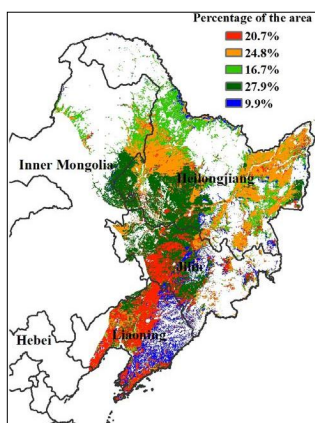 Percentage of the area
20.7%
24.8%
16.7%
27.9%
9.9%
Inner Mongolia
Heilongjiang
Jilin
Liaoning
Hebei